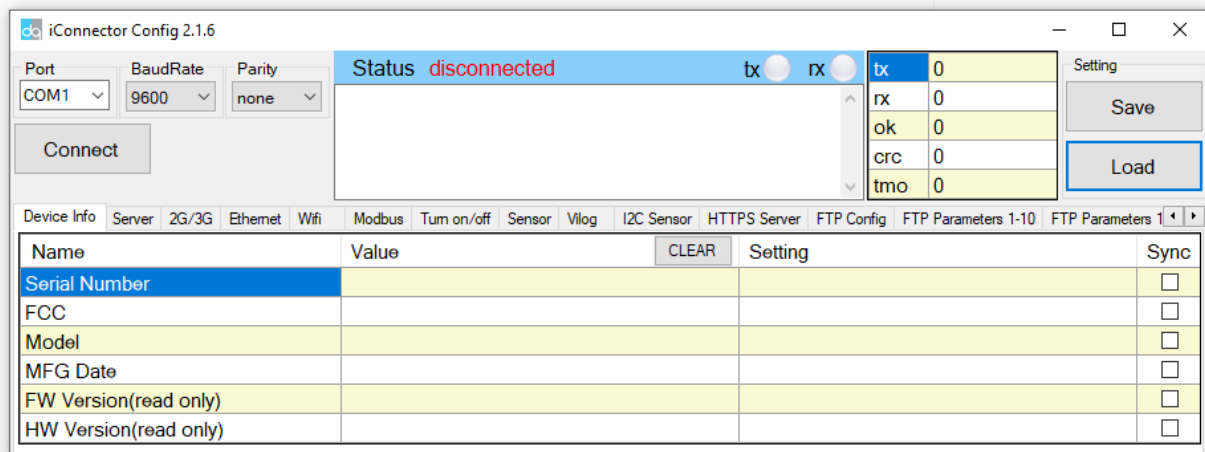 dq iConnector Config 2.1.6
Port BaudRate Parity
COM1 9600 none
Connect
Status disconnected tx rx
tx 0
rx 0
ok 0
crc 0
tmo 0
Setting
Save
Load
Device Info Server 2G/3G Ethernet Wifi Modbus Turn on/off Sensor Vilog I2C Sensor HTTPS Server FTP Config FTP Parameters 1-10 FTP Parameters 1
Name Value CLEAR Setting Sync
Serial Number
FCC
Model
MFG Date
FW Version(read only)
HW Version(read only)